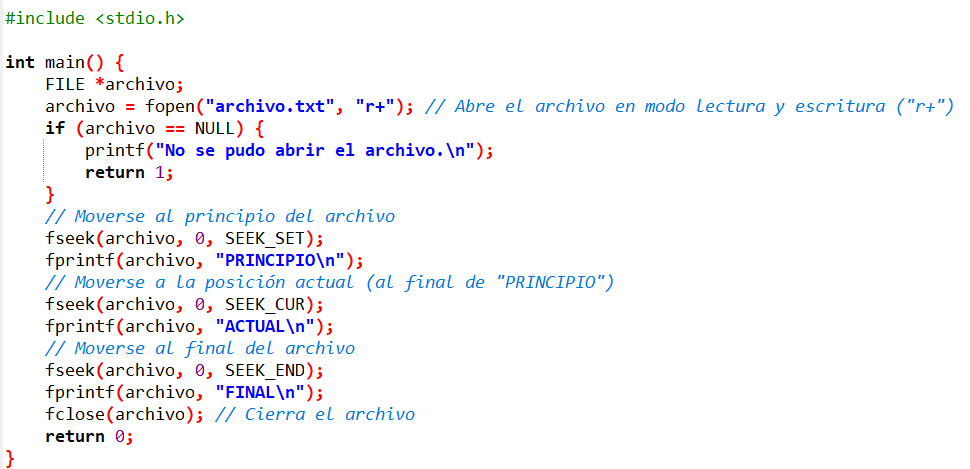 #include <stdio.h>
int main() {
    FILE *archivo;
    archivo = fopen("archivo.txt", "r+"); // Abre el archivo en modo lectura y escritura ("r+")
    if (archivo == NULL) {
        printf("No se pudo abrir el archivo.\n");
        return 1;
    }
    // Moverse al principio del archivo
    fseek(archivo, 0, SEEK_SET);
    fprintf(archivo, "PRINCIPIO\n");
    // Moverse a la posición actual (al final de "PRINCIPIO")
    fseek(archivo, 0, SEEK_CUR);
    fprintf(archivo, "ACTUAL\n");
    // Moverse al final del archivo
    fseek(archivo, 0, SEEK_END);
    fprintf(archivo, "FINAL\n");
    fclose(archivo); // Cierra el archivo
    return 0;
}